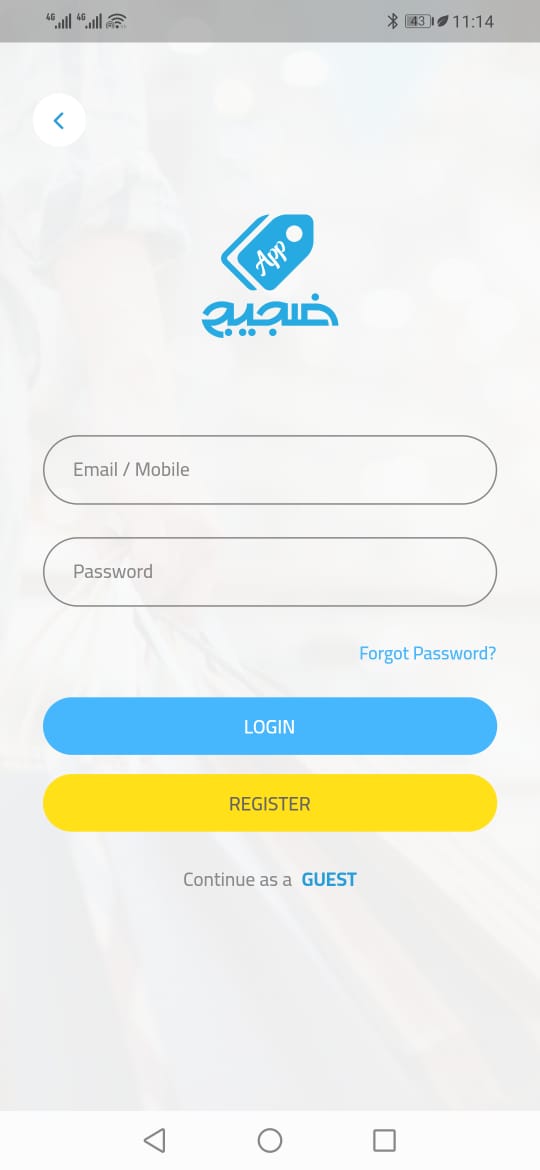 4G 4G 43 11:14
App
ضجيج
Email / Mobile
Password
Forgot Password?
LOGIN
REGISTER
Continue as a GUEST